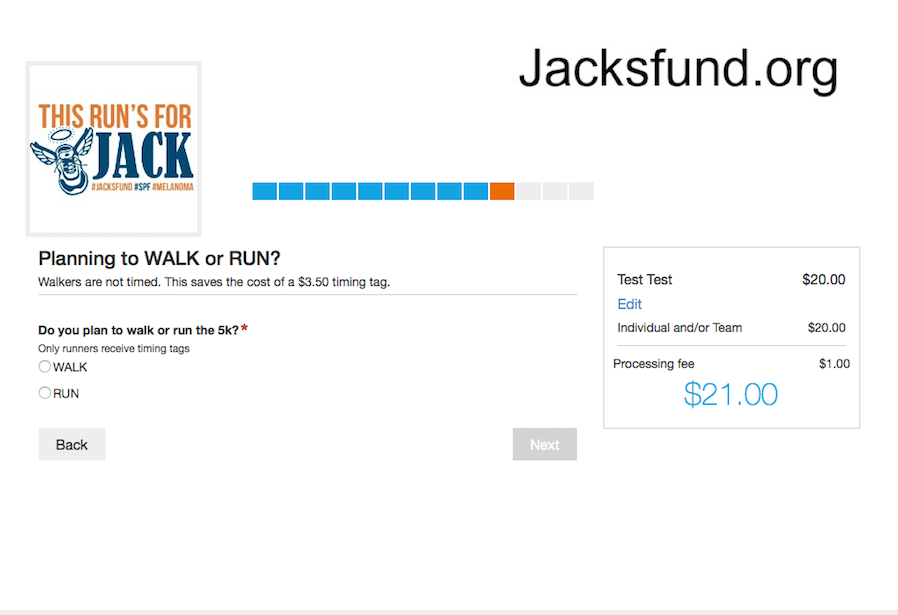 Jacksfund.org
THIS RUN'S FOR
JACK
#JACKSFUND #SPF #MELANOMA
Planning to WALK or RUN?
Walkers are not timed. This saves the cost of a $3.50 timing tag.
Do you plan to walk or run the 5k?*
Only runners receive timing tags
WALK
RUN
Back
Next
Test Test $20.00
Edit
Individual and/or Team $20.00
Processing fee $1.00
$21.00